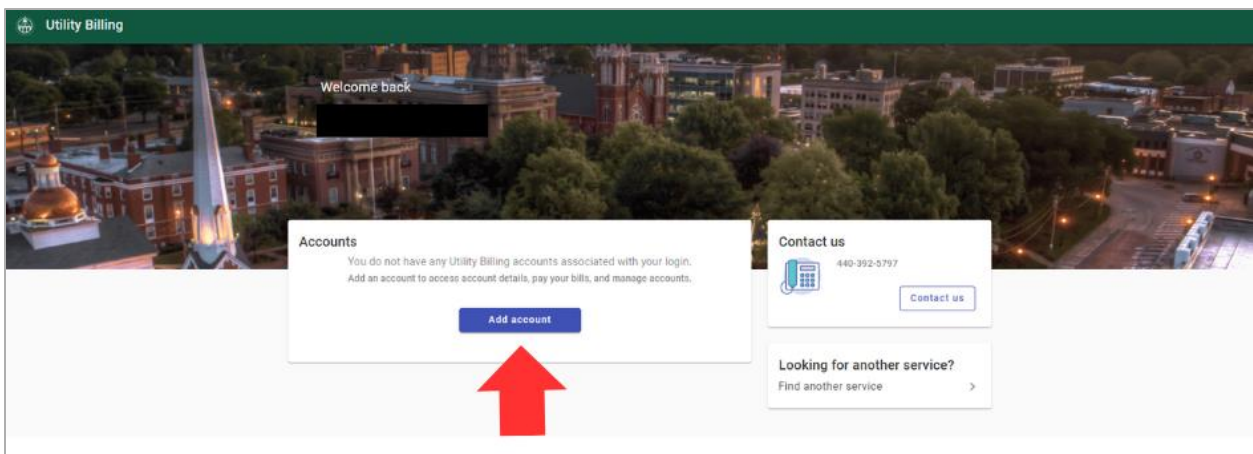 Utility Billing
Welcome back
Accounts
You do not have any Utility Billing accounts associated with your login.
Add an account to access account details, pay your bills, and manage accounts.
Add account
Contact us
440-392-5797
Contact us
Looking for another service?
Find another service